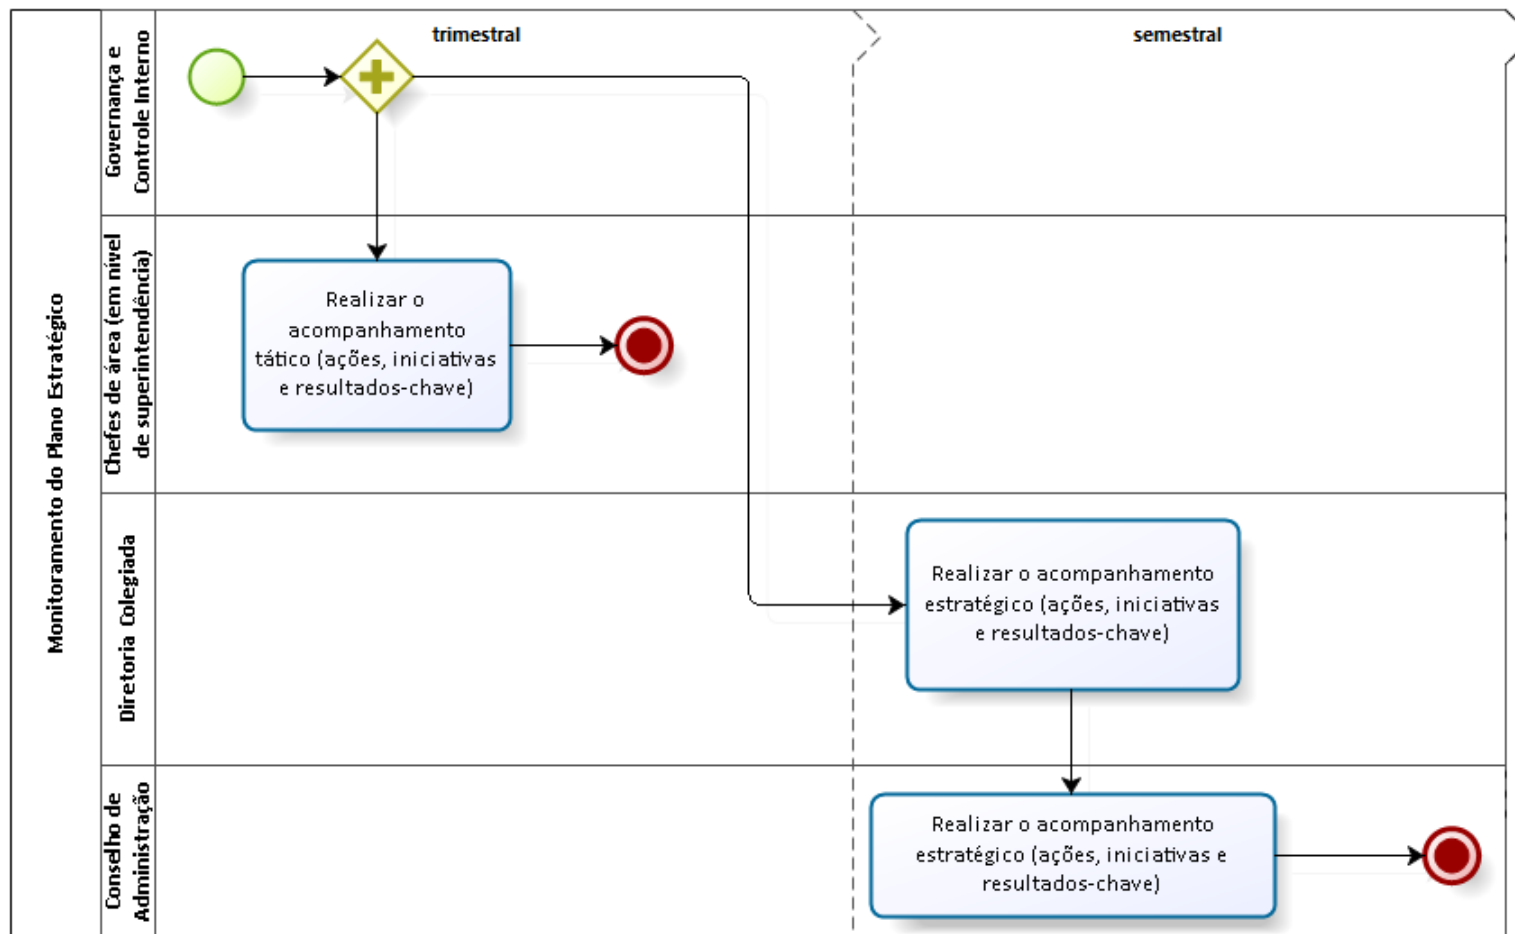 trimestral
semestral
Monitoramento do Plano Estratégico
Governança e
Controle Interno
Chefes de área (em nível
de superintendência)
Realizar o
acompanhamento
tático (ações, iniciativas
e resultados-chave)
Diretoria Colegiada
Realizar o acompanhamento
estratégico (ações, iniciativas
e resultados-chave)
Conselho de
Administração
Realizar o acompanhamento
estratégico (ações, iniciativas e
resultados-chave)